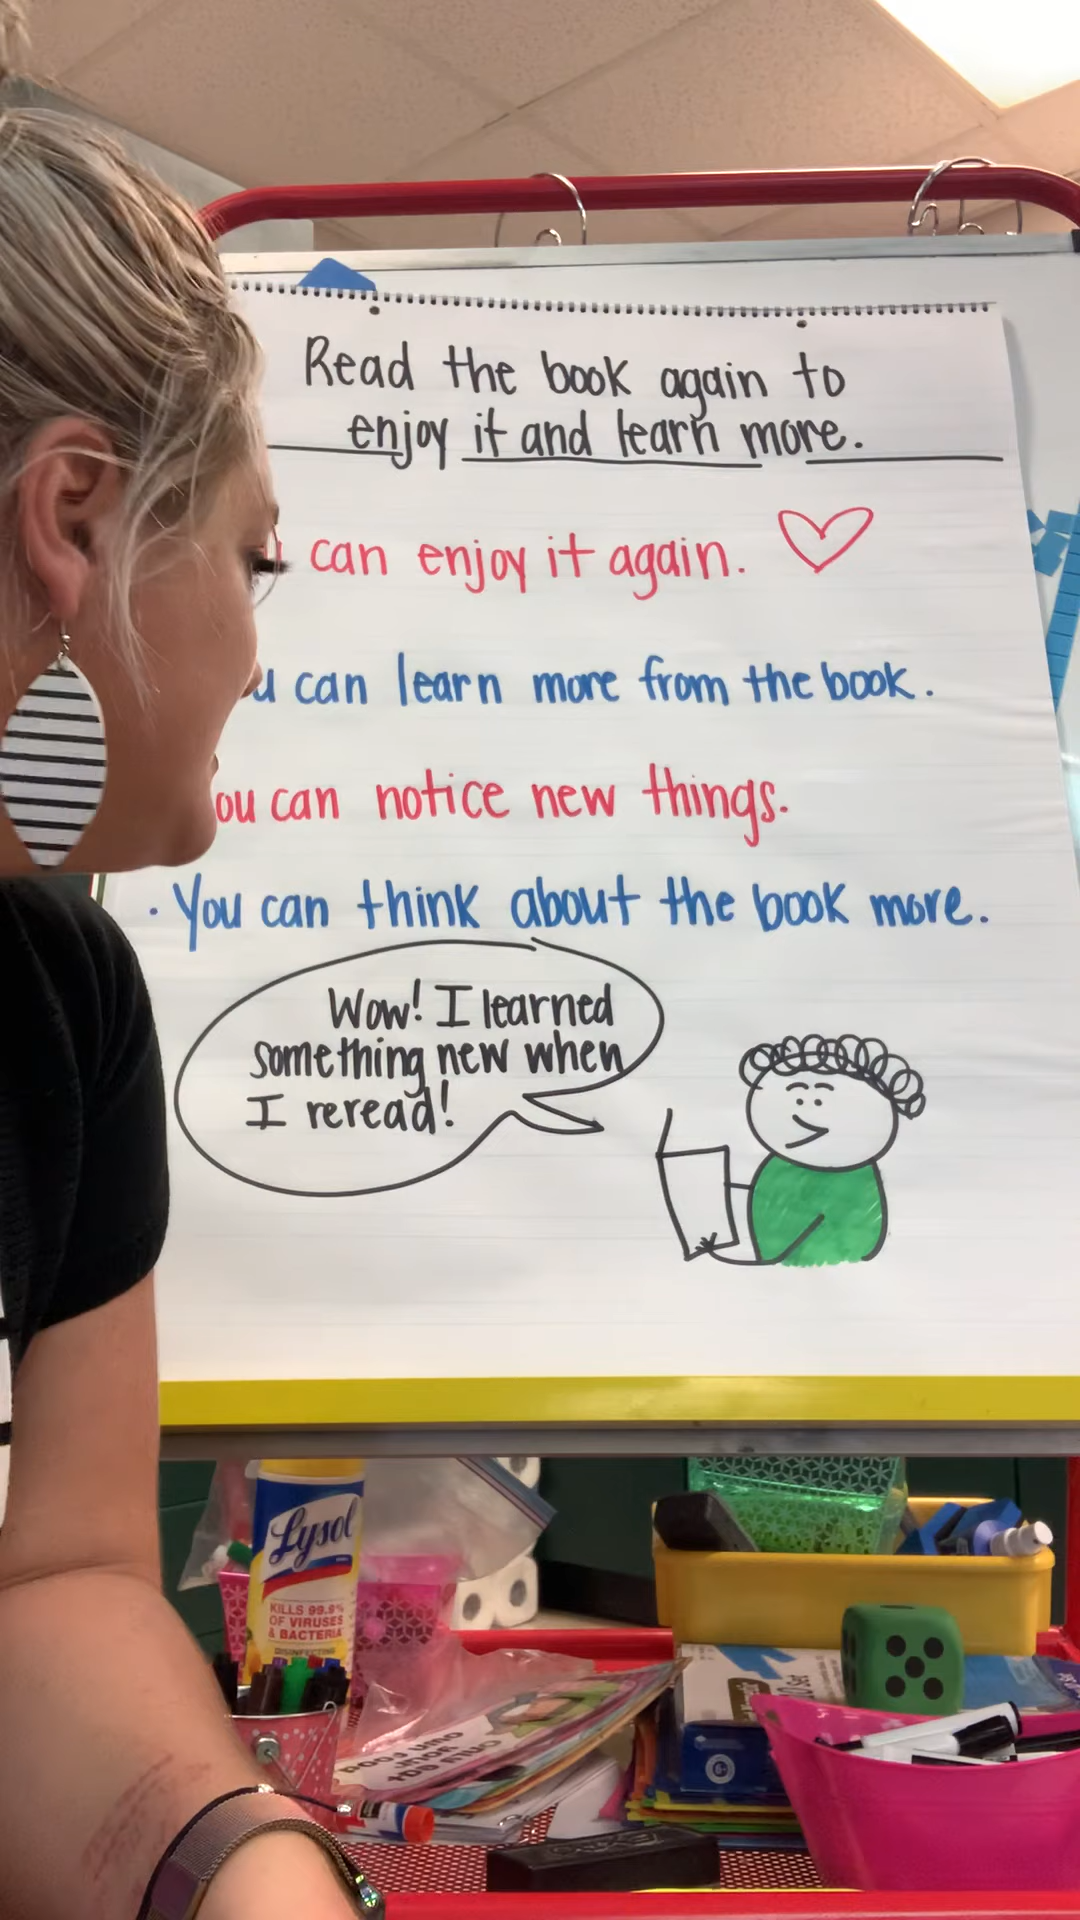 Read the book again to
enjoy it and learn more.
can enjoy it again.
can learn more from the book.
ou can notice new things.
· You can think about the book more.
Wow! I learned
something new when
I reread!
Lysol
KILLS 99.9%
OF VIRUSES
& BACTERIA
DISINFECTING